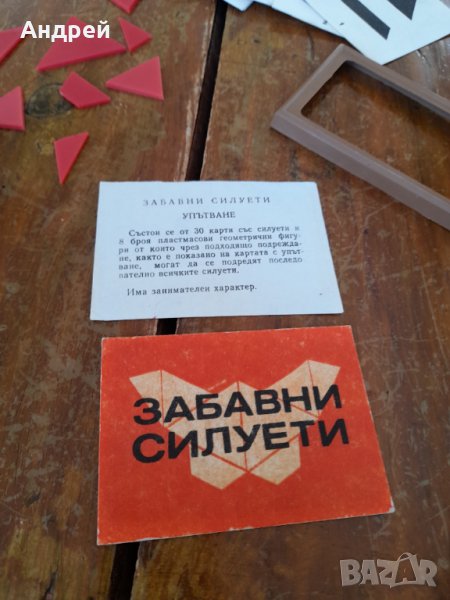 Андрей
ЗАБАВНИ СИЛУЕТИ
УПЪТВАНЕ
Състои се от 30 карта със силуети и
8 броя пластмасови геометрични фигу-
ри от които чрез подходящо подрежда-
не, както е показано на картата с упът-
ване, могат да се подредят последо
вателно всичките силуети.
Има занимателен характер.
ЗАБАВНИ
СИЛУЕТИ
BAZAR